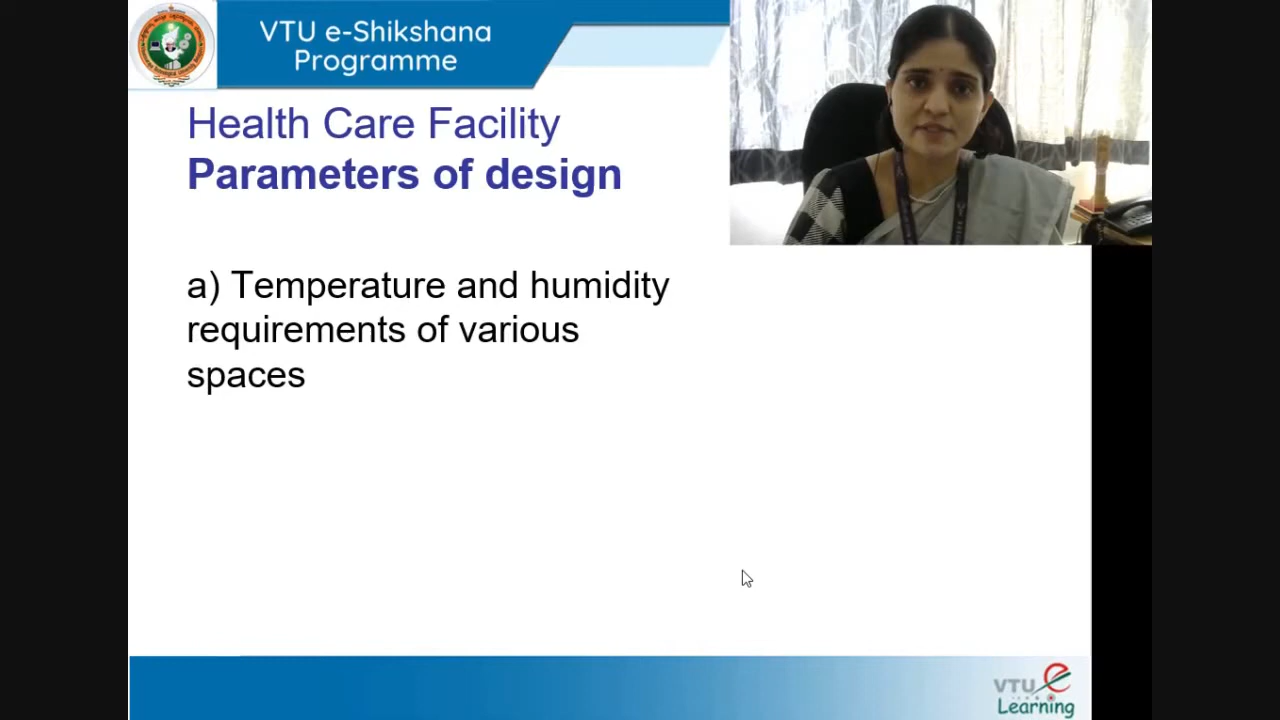 VTU e-Shikshana
Programme
Health Care Facility
Parameters of design
a) Temperature and humidity
requirements of various
spaces
VTU e
Learning